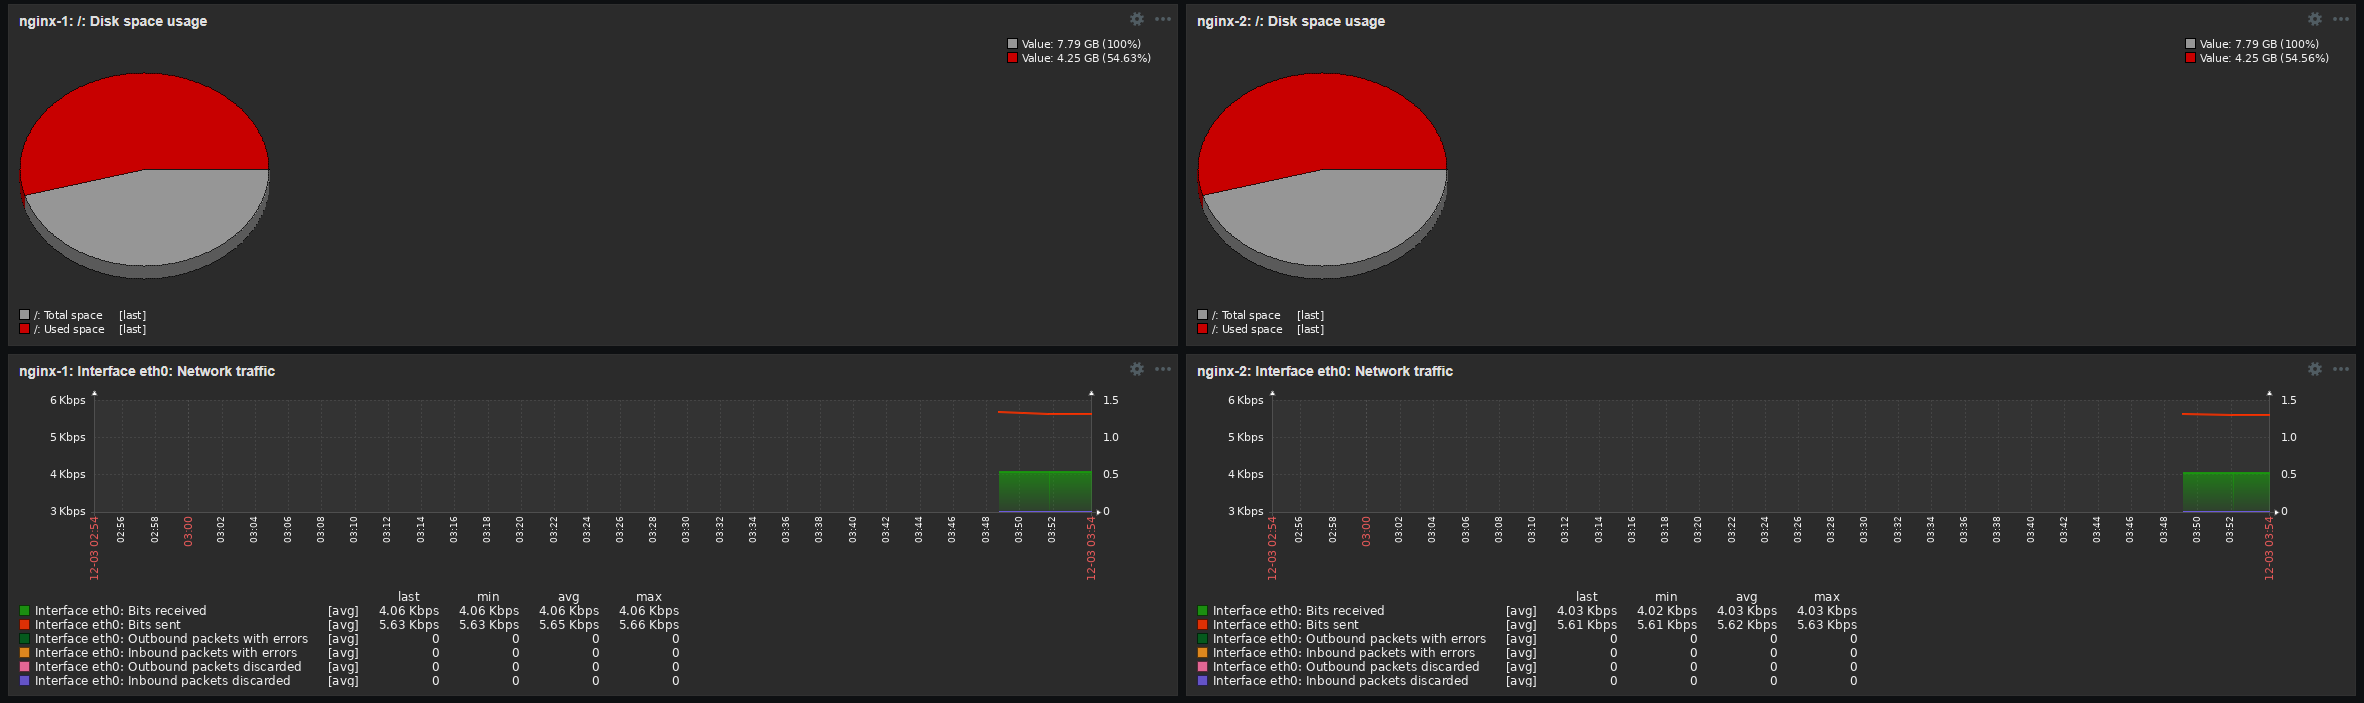 nginx-1: /: Disk space usage
Value: 7.79 GB (100%)
Value: 4.25 GB (54.63%)
/: Total space [last]
/: Used space [last]
nginx-2: /: Disk space usage
Value: 7.79 GB (100%)
Value: 4.25 GB (54.56%)
/: Total space [last]
/: Used space [last]
nginx-1: Interface eth0: Network traffic
6 Kbps
5 Kbps
4 Kbps
3 Kbps
1.5
1.0
0.5
0
12-03 02:54 02:56 02:58 03:00 03:02 03:04 03:06 03:08 03:10 03:12 03:14 03:16 03:18 03:20 03:22 03:24 03:26 03:28 03:30 03:32 03:34 03:36 03:38 03:40 03:42 03:44 03:46 03:48 03:50 03:52 12-03 03:54
last min avg max
Interface eth0: Bits received [avg] 4.06 Kbps 4.06 Kbps 4.06 Kbps 4.06 Kbps
Interface eth0: Bits sent [avg] 5.63 Kbps 5.63 Kbps 5.65 Kbps 5.66 Kbps
Interface eth0: Outbound packets with errors [avg] 0 0 0 0
Interface eth0: Inbound packets with errors [avg] 0 0 0 0
Interface eth0: Outbound packets discarded [avg] 0 0 0 0
Interface eth0: Inbound packets discarded [avg] 0 0 0 0
nginx-2: Interface eth0: Network traffic
6 Kbps
5 Kbps
4 Kbps
3 Kbps
1.5
1.0
0.5
0
12-03 02:54 02:56 02:58 03:00 03:02 03:04 03:06 03:08 03:10 03:12 03:14 03:16 03:18 03:20 03:22 03:24 03:26 03:28 03:30 03:32 03:34 03:36 03:38 03:40 03:42 03:44 03:46 03:48 03:50 03:52 12-03 03:54
last min avg max
Interface eth0: Bits received [avg] 4.03 Kbps 4.02 Kbps 4.03 Kbps 4.03 Kbps
Interface eth0: Bits sent [avg] 5.61 Kbps 5.61 Kbps 5.62 Kbps 5.63 Kbps
Interface eth0: Outbound packets with errors [avg] 0 0 0 0
Interface eth0: Inbound packets with errors [avg] 0 0 0 0
Interface eth0: Outbound packets discarded [avg] 0 0 0 0
Interface eth0: Inbound packets discarded [avg] 0 0 0 0